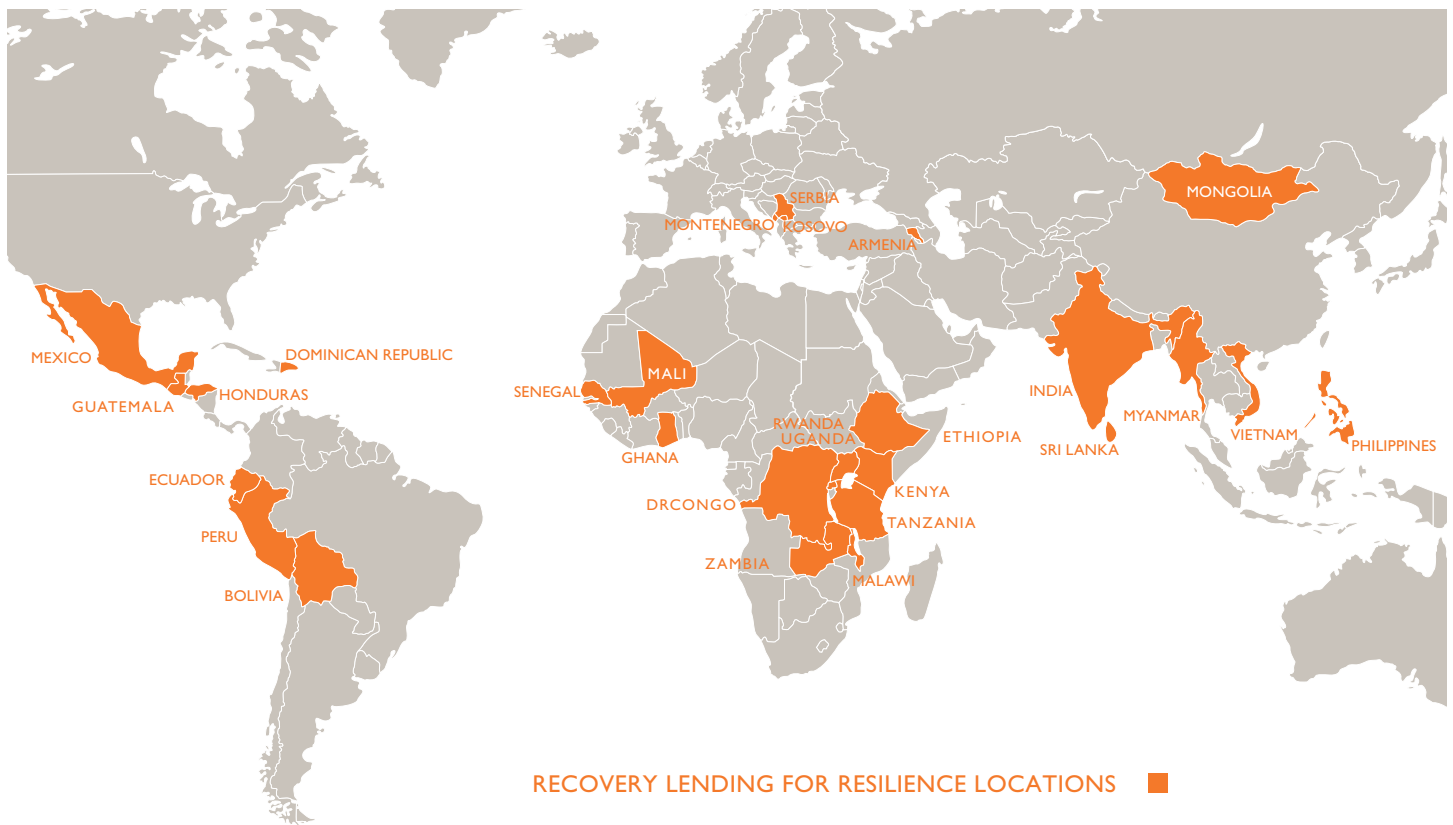 MONGOLIA
SERBIA
MONTENEGRO
KOSOVO
ARMENIA
MEXICO
DOMINICAN REPUBLIC
HONDURAS
GUATEMALA
MALI
SENEGAL
GHANA
RWANDA
UGANDA
ETHIOPIA
INDIA
MYANMAR
SRI LANKA
VIETNAM
PHILIPPINES
ECUADOR
PERU
BOLIVIA
DRCONGO
KENYA
TANZANIA
ZAMBIA
MALAWI
RECOVERY LENDING FOR RESILIENCE LOCATIONS